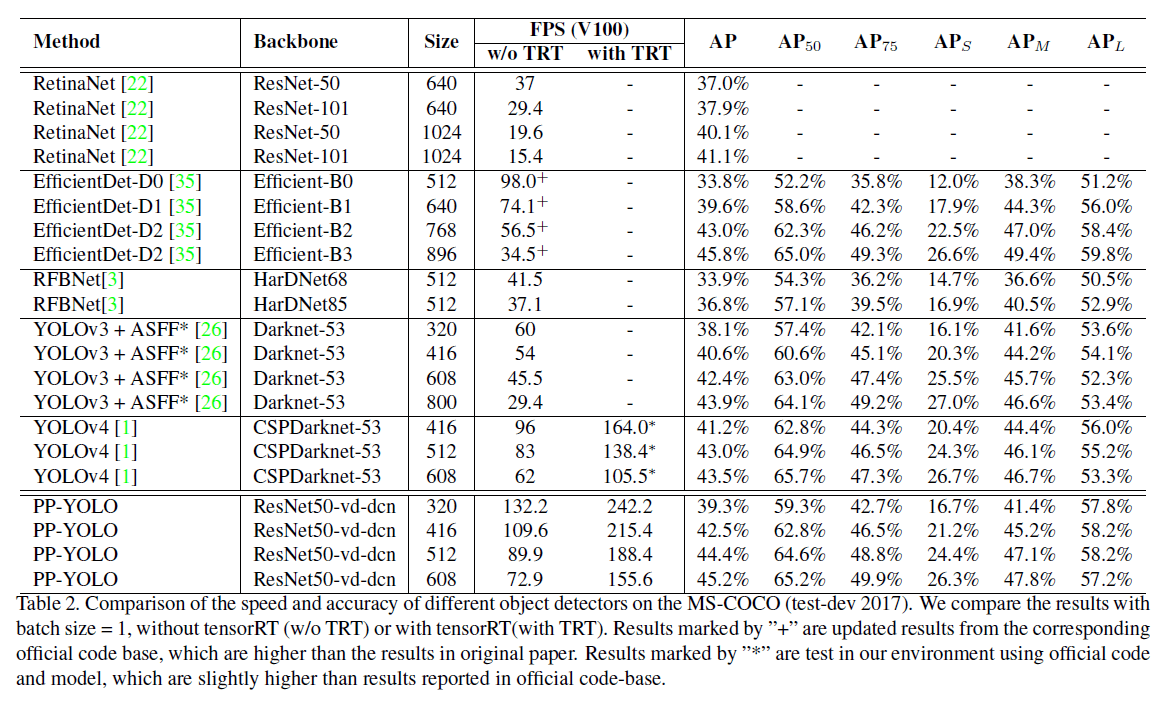 Method Backbone Size FPS (V100) AP AP50 AP75 APS APM APL
w/o TRT with TRT
RetinaNet [22] ResNet-50 640 37 - 37.0% - - - - -
RetinaNet [22] ResNet-101 640 29.4 - 37.9% - - - - -
RetinaNet [22] ResNet-50 1024 19.6 - 40.1% - - - - -
RetinaNet [22] ResNet-101 1024 15.4 - 41.1% - - - - -
EfficientDet-D0 [35] Efficient-B0 512 98.0+ - 33.8% 52.2% 35.8% 12.0% 38.3% 51.2%
EfficientDet-D1 [35] Efficient-B1 640 74.1+ - 39.6% 58.6% 42.3% 17.9% 44.3% 56.0%
EfficientDet-D2 [35] Efficient-B2 768 56.5+ - 43.0% 62.3% 46.2% 22.5% 47.0% 58.4%
EfficientDet-D2 [35] Efficient-B3 896 34.5+ - 45.8% 65.0% 49.3% 26.6% 49.4% 59.8%
RFBNet[3] HarDNet68 512 41.5 - 33.9% 54.3% 36.2% 14.7% 36.6% 50.5%
RFBNet[3] HarDNet85 512 37.1 - 36.8% 57.1% 39.5% 16.9% 40.5% 52.9%
YOLOv3 + ASFF* [26] Darknet-53 320 60 - 38.1% 57.4% 42.1% 16.1% 41.6% 53.6%
YOLOv3 + ASFF* [26] Darknet-53 416 54 - 40.6% 60.6% 45.1% 20.3% 44.2% 54.1%
YOLOv3 + ASFF* [26] Darknet-53 608 45.5 - 42.4% 63.0% 47.4% 25.5% 45.7% 52.3%
YOLOv3 + ASFF* [26] Darknet-53 800 29.4 - 43.9% 64.1% 49.2% 27.0% 46.6% 53.4%
YOLOv4 [1] CSPDarknet-53 416 96 164.0* 41.2% 62.8% 44.3% 20.4% 44.4% 56.0%
YOLOv4 [1] CSPDarknet-53 512 83 138.4* 43.0% 64.9% 46.5% 24.3% 46.1% 55.2%
YOLOv4 [1] CSPDarknet-53 608 62 105.5* 43.5% 65.7% 47.3% 26.7% 46.7% 53.3%
PP-YOLO ResNet50-vd-dcn 320 132.2 242.2 39.3% 59.3% 42.7% 16.7% 41.4% 57.8%
PP-YOLO ResNet50-vd-dcn 416 109.6 215.4 42.5% 62.8% 46.5% 21.2% 45.2% 58.2%
PP-YOLO ResNet50-vd-dcn 512 89.9 188.4 44.4% 64.6% 48.8% 24.4% 47.1% 58.2%
PP-YOLO ResNet50-vd-dcn 608 72.9 155.6 45.2% 65.2% 49.9% 26.3% 47.8% 57.2%
Table 2. Comparison of the speed and accuracy of different object detectors on the MS-COCO (test-dev 2017). We compare the results with
batch size = 1, without tensorRT (w/o TRT) or with tensorRT(with TRT). Results marked by ”+” are updated results from the corresponding
official code base, which are higher than the results in original paper. Results marked by ”*” are test in our environment using official code
and model, which are slightly higher than results reported in official code-base.